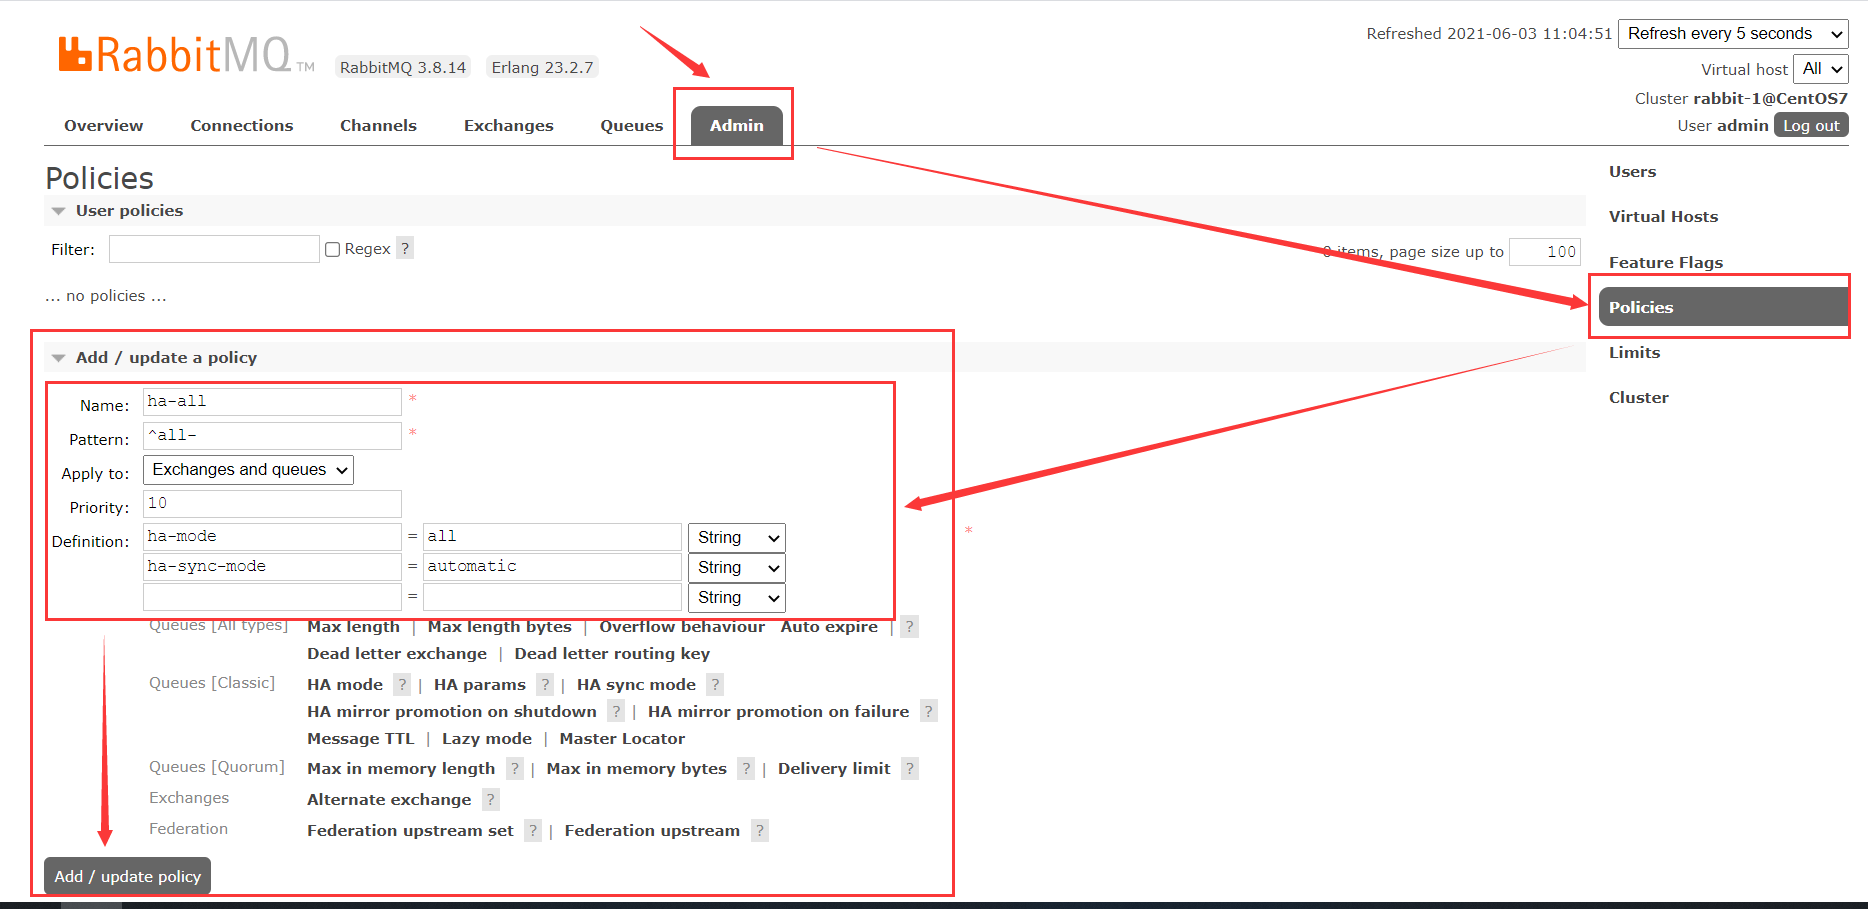 Refreshed 2021-06-03 11:04:51 Refresh every 5 seconds
RabbitMQ TM RabbitMQ 3.8.14 Erlang 23.2.7
Virtual host All
Cluster rabbit-1@CentOS7
User admin Log out
Overview Connections Channels Exchanges Queues Admin
Policies
User policies
Filter: Regex ?
0 items, page size up to 100
... no policies ...
Users
Virtual Hosts
Feature Flags
Policies
Limits
Cluster
Add / update a policy
Name: ha-all *
Pattern: ^all- *
Apply to: Exchanges and queues
Priority: 10
Definition: ha-mode = all String *
ha-sync-mode = automatic String
= String
Queues [All types] Max length | Max length bytes | Overflow behaviour Auto expire | ?
Dead letter exchange | Dead letter routing key
Queues [Classic] HA mode ? | HA params ? | HA sync mode ?
HA mirror promotion on shutdown ? | HA mirror promotion on failure ?
Message TTL | Lazy mode | Master Locator
Queues [Quorum] Max in memory length ? | Max in memory bytes ? | Delivery limit ?
Exchanges Alternate exchange ?
Federation Federation upstream set ? | Federation upstream ?
Add / update policy